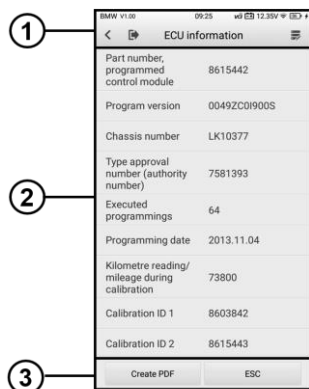 BMW V1.00 09:25 12.35V
1
ECU information
Part number,
programmed
control module
8615442
Program version 0049ZC0I900S
2
Chassis number LK10377
Type approval
number (authority
number)
7581393
Executed
programmings
64
Programming date 2013.11.04
Kilometre reading/
mileage during
calibration
73800
Calibration ID 1 8603842
Calibration ID 2 8615443
3
Create PDF ESC